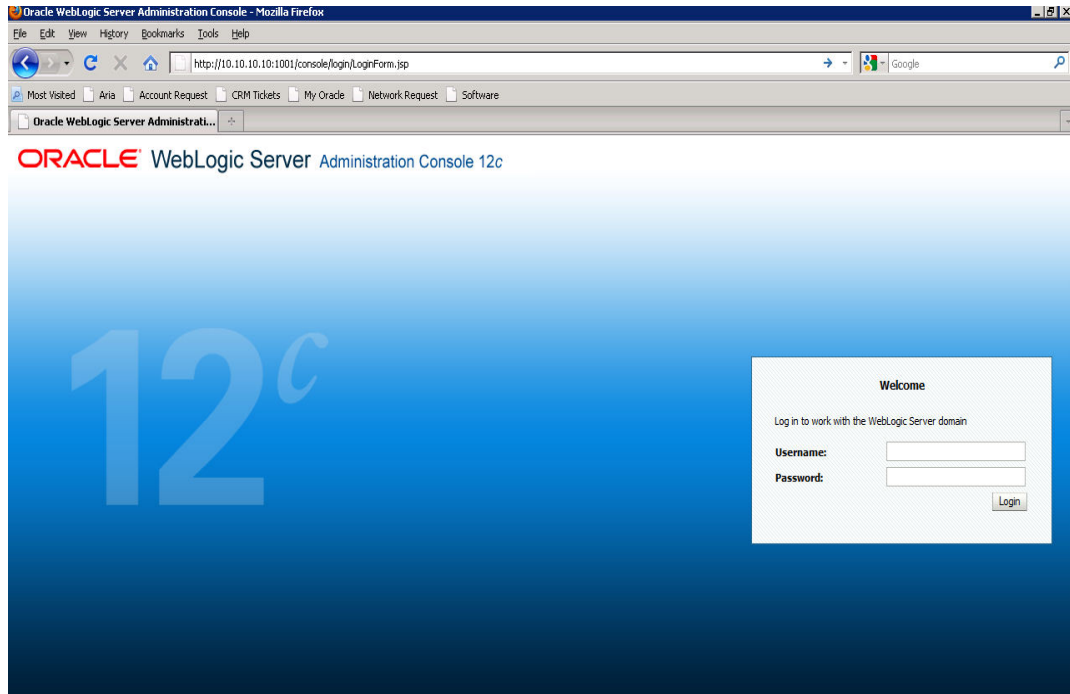 Oracle WebLogic Server Administration Console - Mozilla Firefox
File Edit View History Bookmarks Tools Help
http://10.10.10.10:1001/console/login/LoginForm.jsp
Google
Most Visited Aria Account Request CRM Tickets My Oracle Network Request Software
Oracle WebLogic Server Administrati...
ORACLE WebLogic Server Administration Console 12c
12c
Welcome
Log in to work with the WebLogic Server domain
Username:
Password:
Login